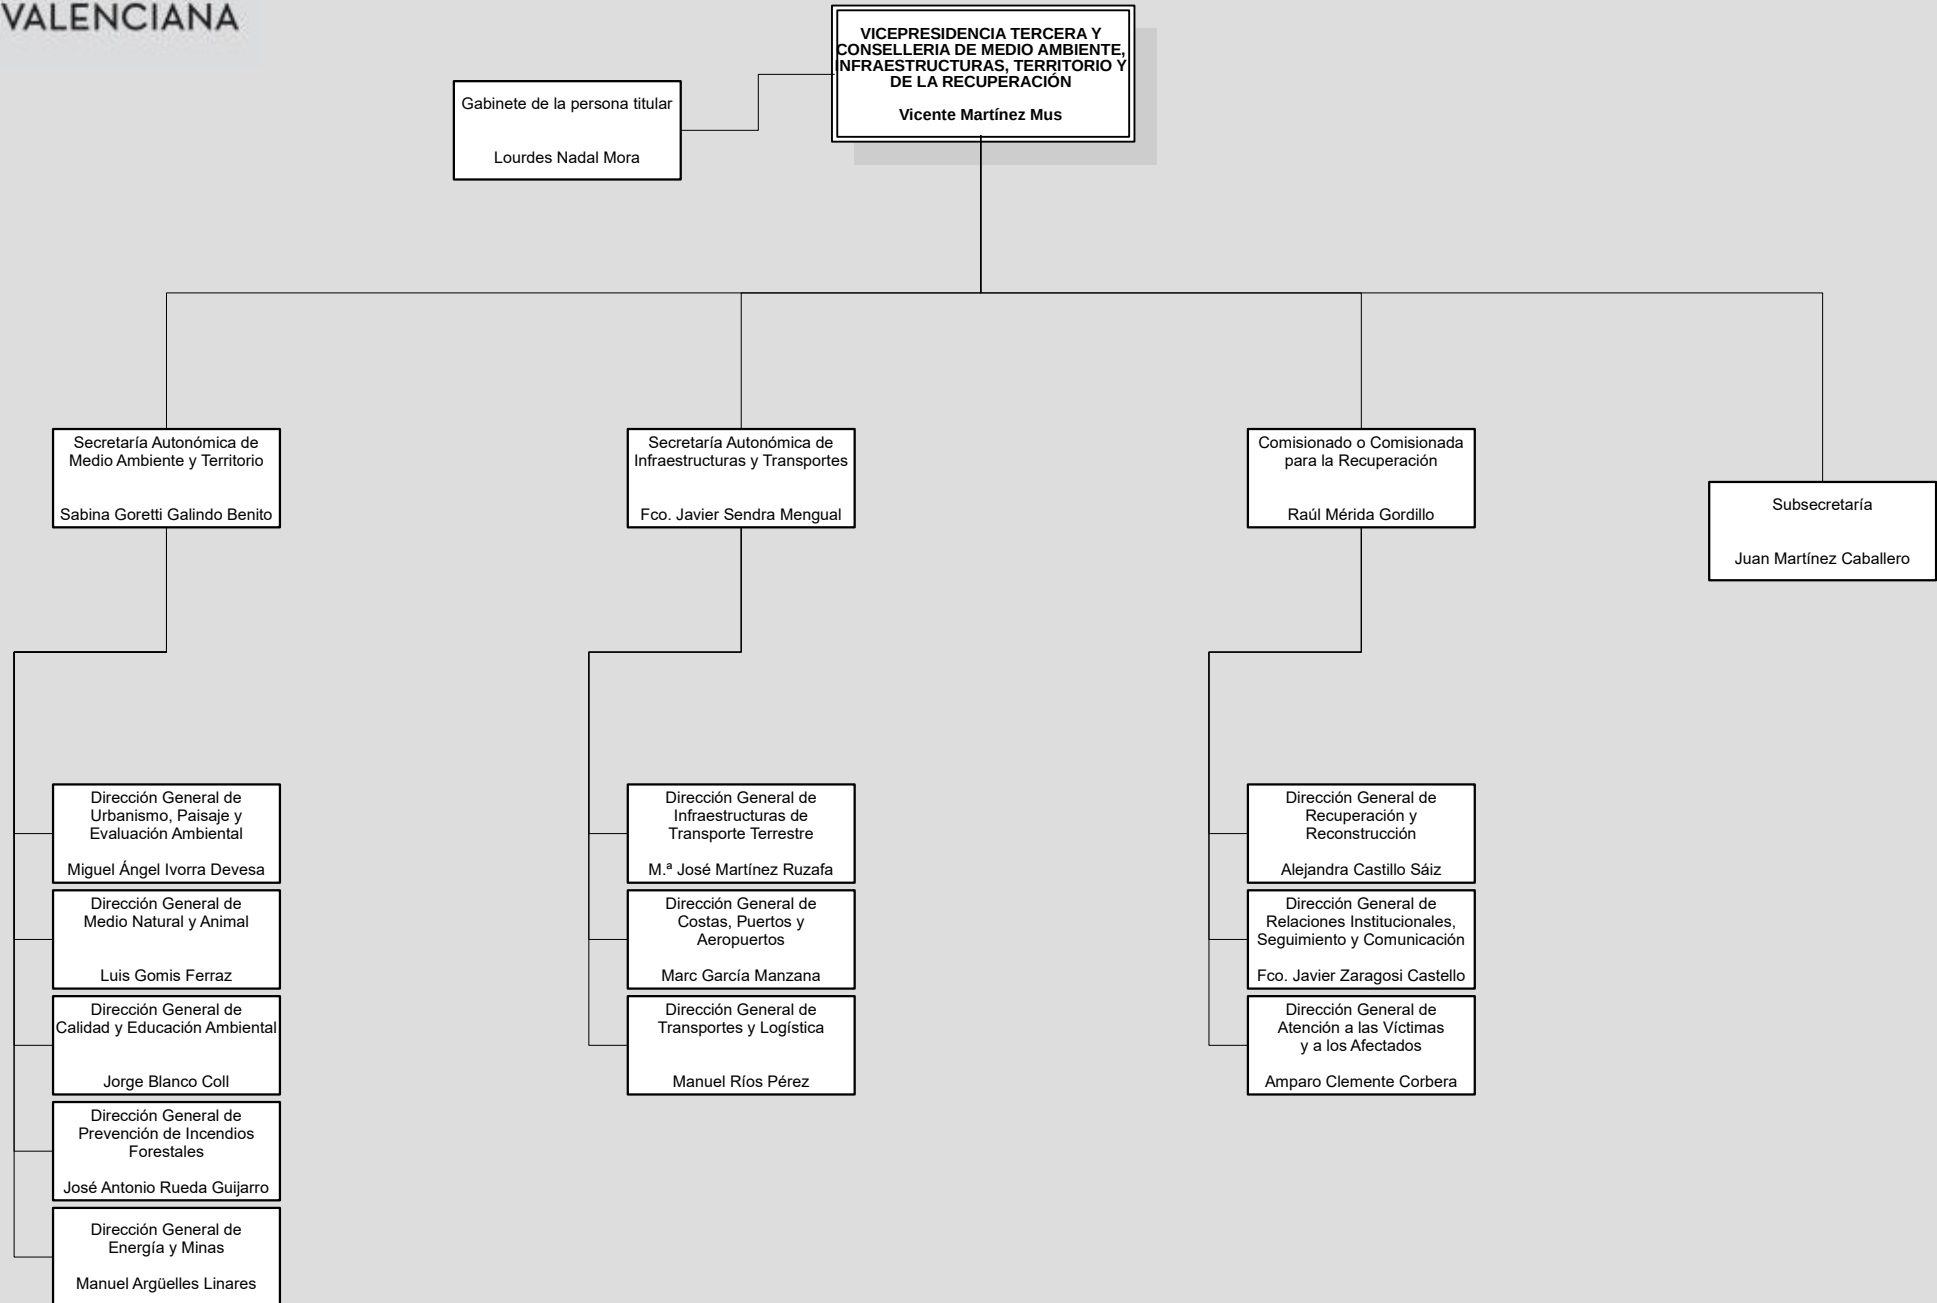 VALENCIANA
VICEPRESIDENCIA TERCERA Y
CONSELLERIA DE MEDIO AMBIENTE,
INFRAESTRUCTURAS, TERRITORIO Y
DE LA RECUPERACIÓN
Vicente Martínez Mus
Gabinete de la persona titular
Lourdes Nadal Mora
Secretaría Autonómica de
Medio Ambiente y Territorio
Sabina Goretti Galindo Benito
Secretaría Autonómica de
Infraestructuras y Transportes
Fco. Javier Sendra Mengual
Comisionado o Comisionada
para la Recuperación
Raúl Mérida Gordillo
Subsecretaría
Juan Martínez Caballero
Dirección General de
Urbanismo, Paisaje y
Evaluación Ambiental
Miguel Ángel Ivorra Devesa
Dirección General de
Medio Natural y Animal
Luis Gomis Ferraz
Dirección General de
Calidad y Educación Ambiental
Jorge Blanco Coll
Dirección General de
Prevención de Incendios
Forestales
José Antonio Rueda Guijarro
Dirección General de
Energía y Minas
Manuel Argüelles Linares
Dirección General de
Infraestructuras de
Transporte Terrestre
M.ª José Martínez Ruzafa
Dirección General de
Costas, Puertos y
Aeropuertos
Marc García Manzana
Dirección General de
Transportes y Logística
Manuel Ríos Pérez
Dirección General de
Recuperación y
Reconstrucción
Alejandra Castillo Sáiz
Dirección General de
Relaciones Institucionales,
Seguimiento y Comunicación
Fco. Javier Zaragosi Castello
Dirección General de
Atención a las Víctimas
y a los Afectados
Amparo Clemente Corbera